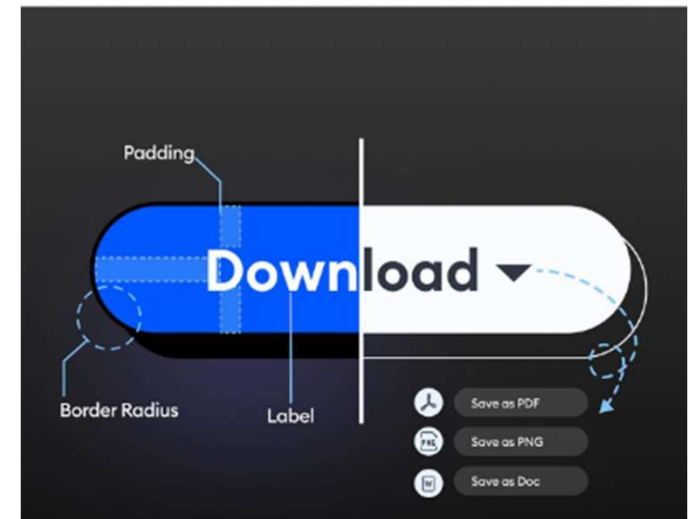 Padding
Download
Border Radius
Label
Save as PDF
PNG
Save as PNG
W
Save as Doc